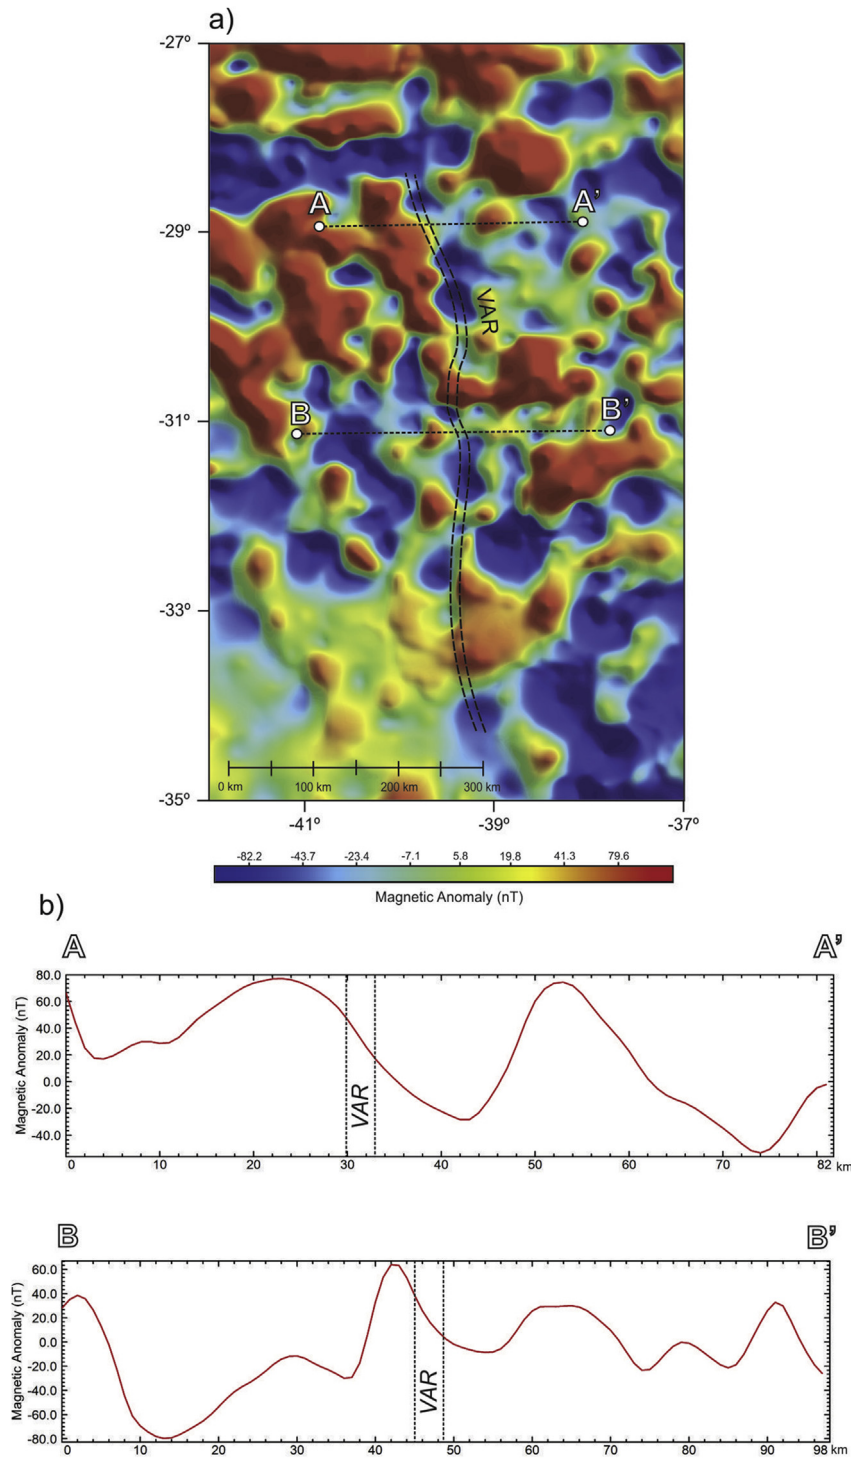 a)
-27º
A A'
-29º
VAR
-31º
B B'
-33º
0 km 100 km 200 km 300 km
-35º
-41º -39º -37º
-82.2 -43.7 -23.4 -7.1 5.8 19.8 41.3 79.6
Magnetic Anomaly (nT)
b)
A A'
Magnetic Anomaly (nT)
80.0
60.0
40.0
20.0
0.0
-20.0
-40.0
VAR
0 10 20 30 40 50 60 70 82 km
B B'
Magnetic Anomaly (nT)
60.0
40.0
20.0
0.0
-20.0
-40.0
-60.0
-80.0
VAR
0 10 20 30 40 50 60 70 80 90 98 km